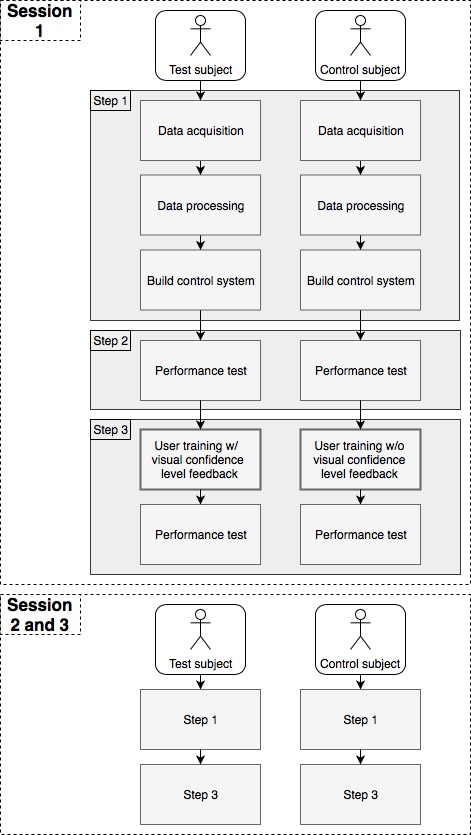 Session
1
Test subject
Control subject
Step 1
Data acquisition
Data acquisition
Data processing
Data processing
Build control system
Build control system
Step 2
Performance test
Performance test
Step 3
User training w/
visual confidence
level feedback
User training w/o
visual confidence
level feedback
Performance test
Performance test
Session
2 and 3
Test subject
Control subject
Step 1
Step 1
Step 3
Step 3